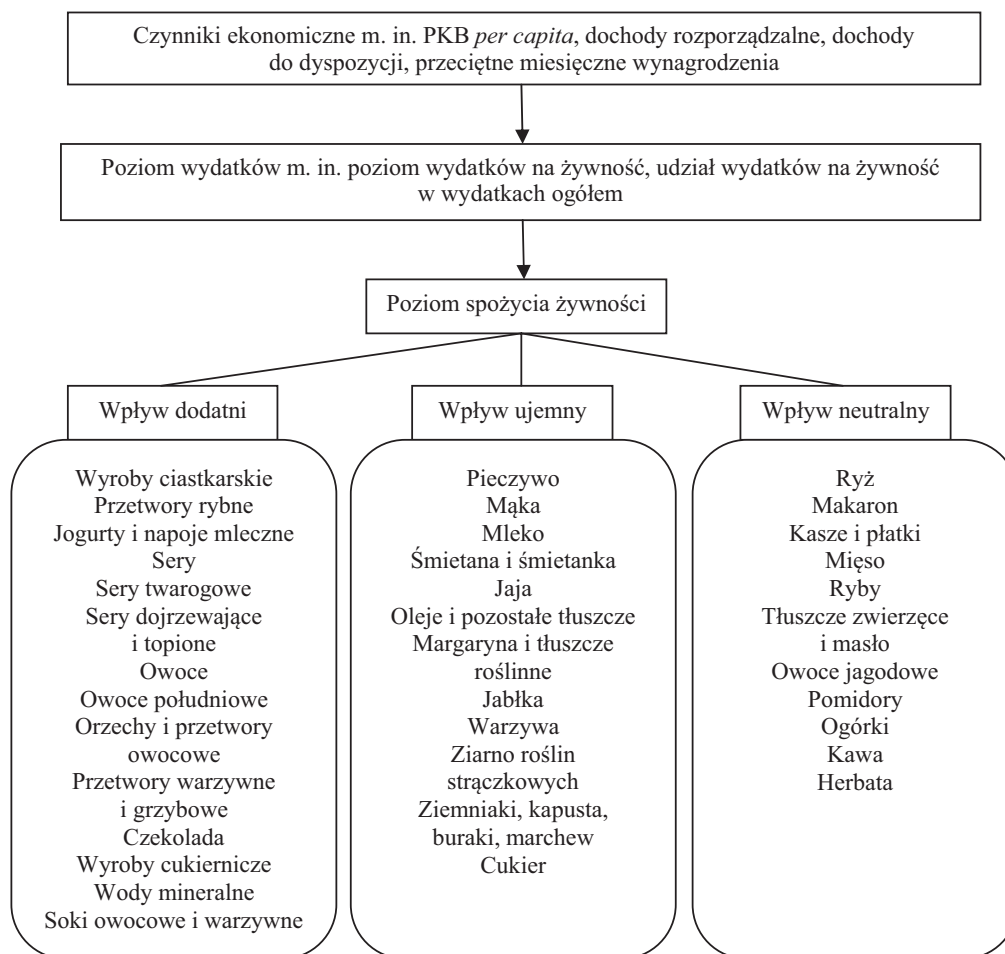 Czynniki ekonomiczne m. in. PKB per capita, dochody rozporządzalne, dochody
do dyspozycji, przeciętne miesięczne wynagrodzenia
Poziom wydatków m. in. poziom wydatków na żywność, udział wydatków na żywność
w wydatkach ogółem
Poziom spożycia żywności
Wpływ dodatni
Wyroby ciastkarskie
Przetwory rybne
Jogurty i napoje mleczne
Sery
Sery twarogowe
Sery dojrzewające
i topione
Owoce
Owoce południowe
Orzechy i przetwory
owocowe
Przetwory warzywne
i grzybowe
Czekolada
Wyroby cukiernicze
Wody mineralne
Soki owocowe i warzywne
Wpływ ujemny
Pieczywo
Mąka
Mleko
Śmietana i śmietanka
Jaja
Oleje i pozostałe tłuszcze
Margaryna i tłuszcze
roślinne
Jabłka
Warzywa
Ziarno roślin
strączkowych
Ziemniaki, kapusta,
buraki, marchew
Cukier
Wpływ neutralny
Ryż
Makaron
Kasze i płatki
Mięso
Ryby
Tłuszcze zwierzęce
i masło
Owoce jagodowe
Pomidory
Ogórki
Kawa
Herbata